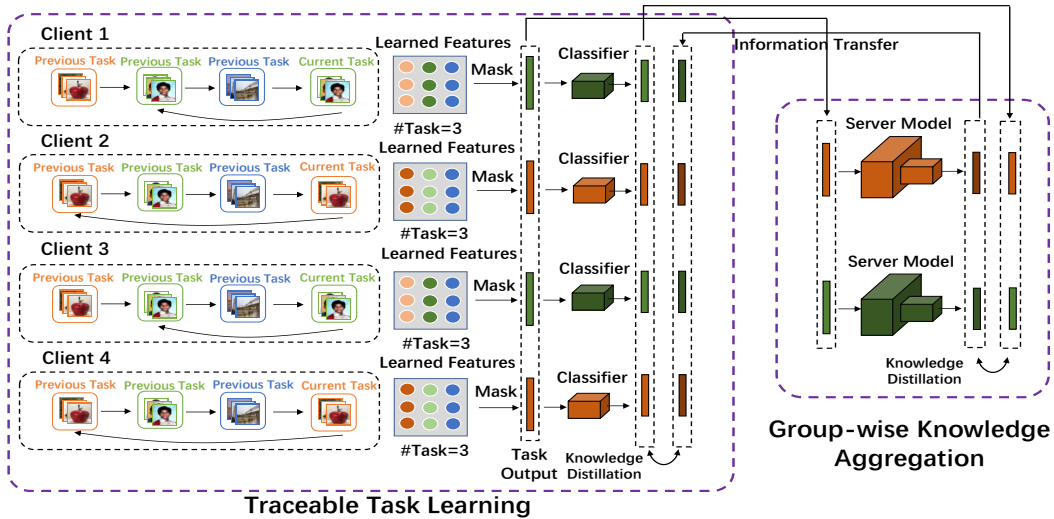 Client 1
Previous Task Previous Task Previous Task Current Task
Learned Features
Mask
#Task=3
Classifier
Information Transfer
Client 2
Previous Task Previous Task Previous Task Current Task
Learned Features
Mask
#Task=3
Classifier
Client 3
Previous Task Previous Task Previous Task Current Task
Learned Features
Mask
#Task=3
Classifier
Client 4
Previous Task Previous Task Previous Task Current Task
Learned Features
Mask
#Task=3
Classifier
Task
Output
Knowledge
Distillation
Traceable Task Learning
Server Model
Server Model
Knowledge
Distillation
Group-wise Knowledge
Aggregation